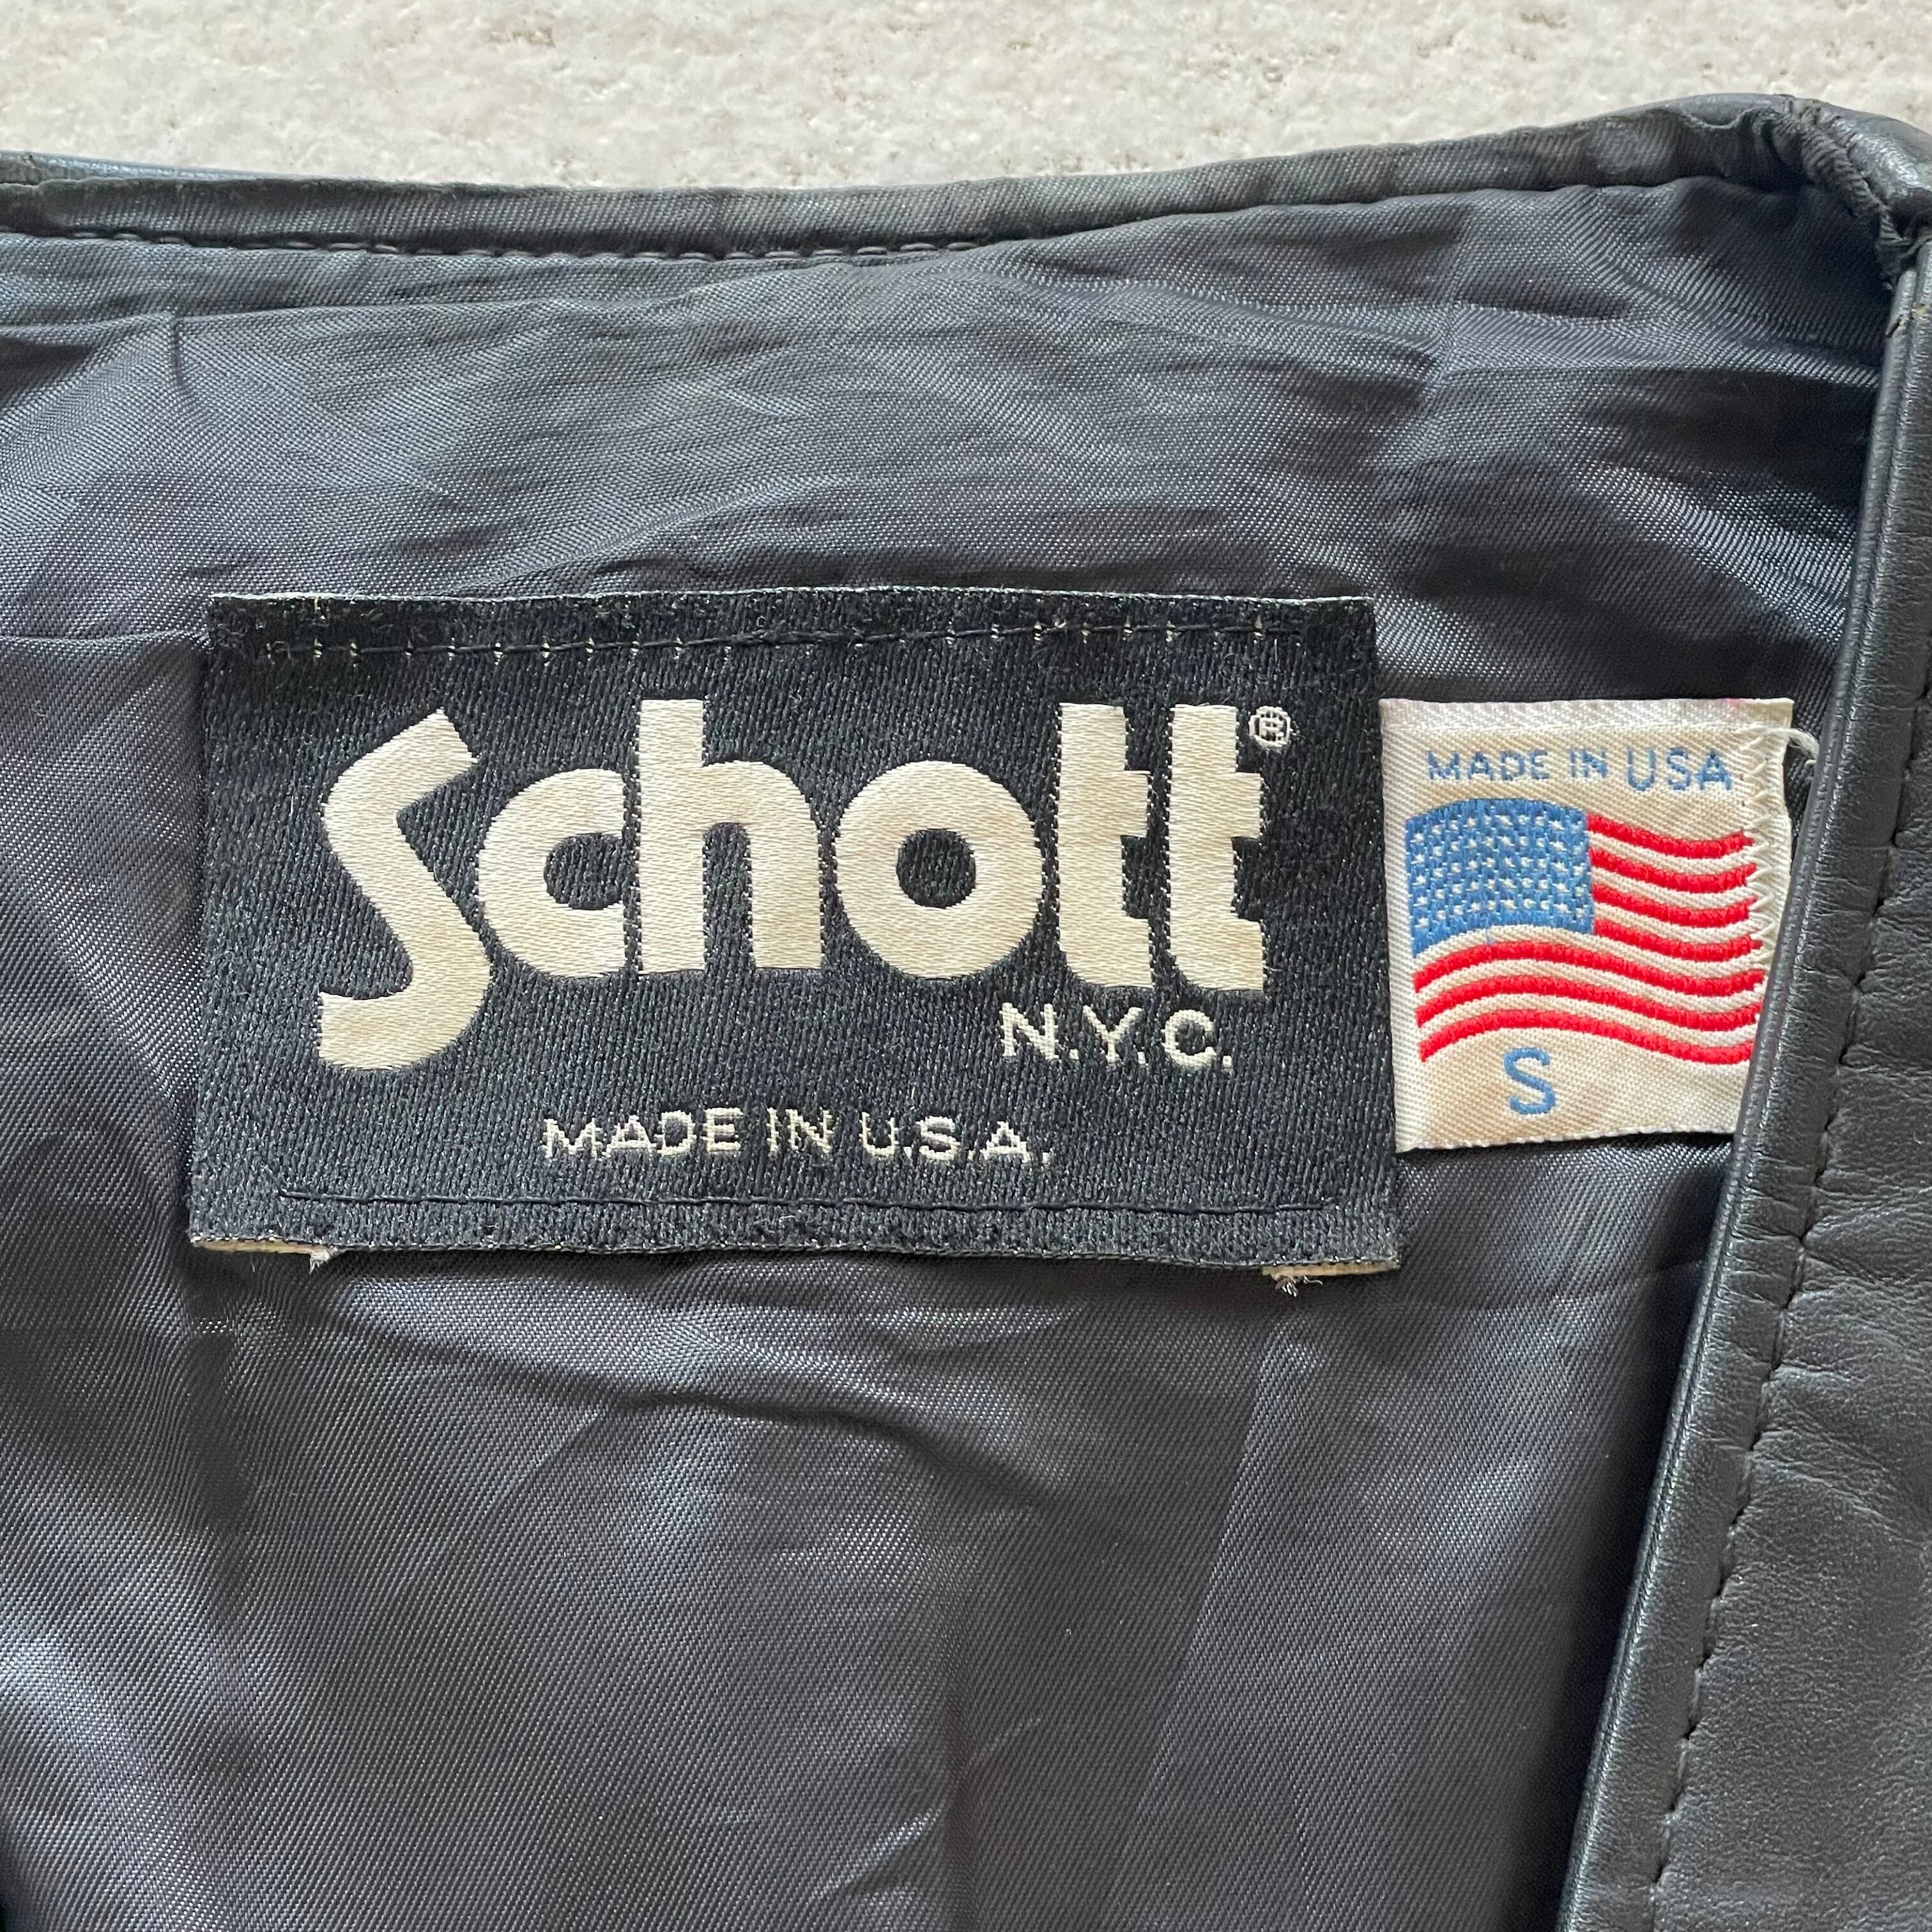 Schott®
N.Y.C.
MADE IN U.S.A.
MADE IN USA
S